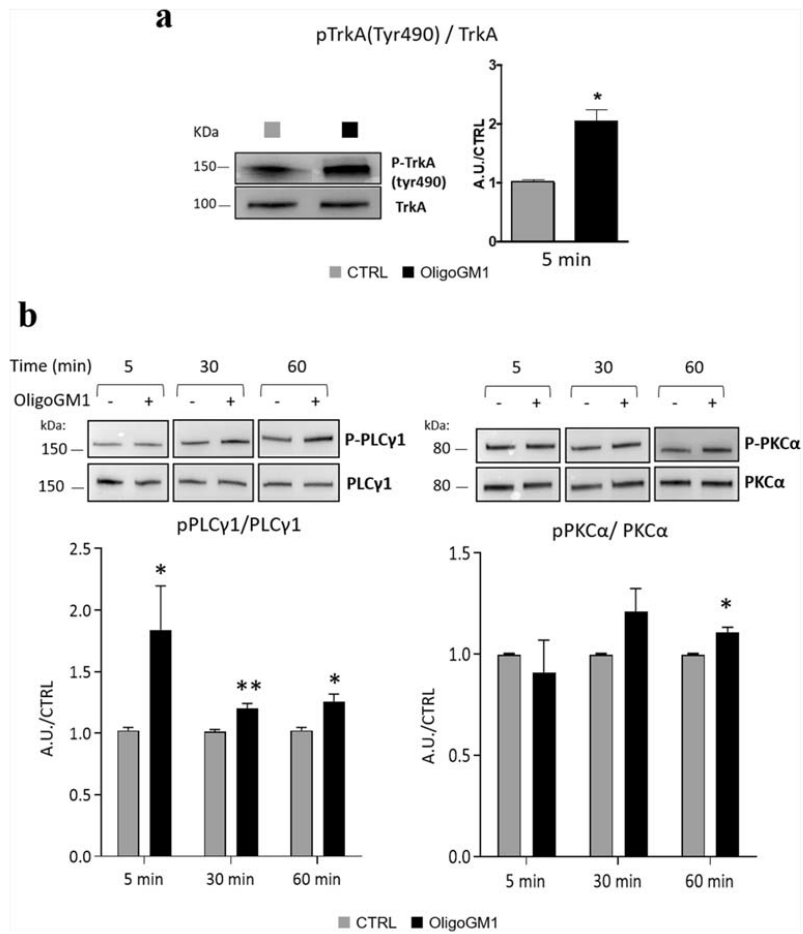 a
pTrkA(Tyr490) / TrkA
KDa
150
P-TrkA
(tyr490)
100
TrkA
A.U./CTRL
3
2
1
0
*
5 min
CTRL OligoGM1
b
Time (min) 5 30 60
OligoGM1 - + - + - +
kDa:
150
P-PLCγ1
150
PLCγ1
pPLCγ1/PLCγ1
A.U./CTRL
2.5
2.0
1.5
1.0
0.5
0.0
*
**
*
5 min 30 min 60 min
5 30 60
- + - + - +
kDa:
80
P-PKCα
80
PKCα
pPKCα/ PKCα
A.U./CTRL
1.5
1.0
0.5
0.0
*
5 min 30 min 60 min
CTRL OligoGM1